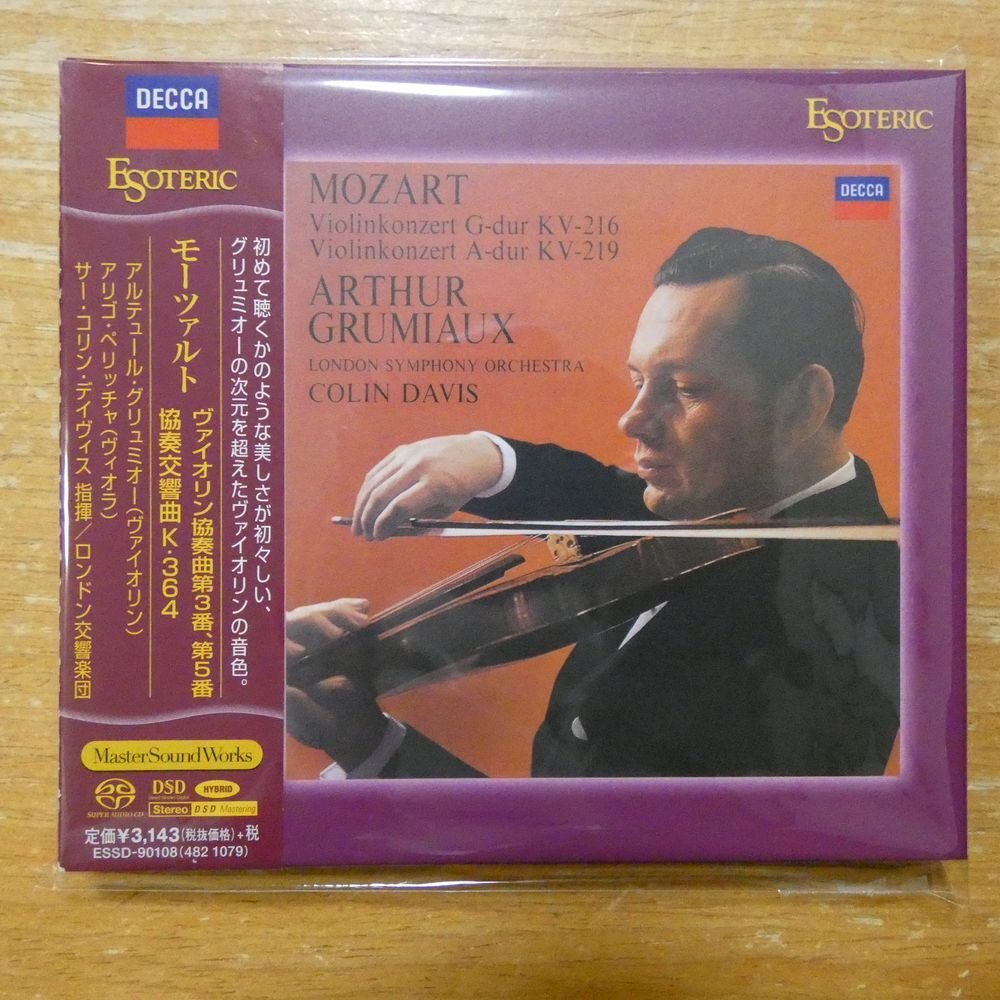 DECCA
ESOTERIC
初めて聴くかのような美しさが初々しい、
グリュミオーの次元を超えたヴァイオリンの音色。
モーツァルト
ヴァイオリン協奏曲第3番、第5番
協奏交響曲 K・364
アルテュール・グリュミオー(ヴァイオリン)
アリゴ・ペリッチャ(ヴィオラ)
サー・コリン・デイヴィス 指揮/ロンドン交響楽団
MasterSoundWorks
SUPER AUDIO CD
DSD
Direct Stream Digital
HYBRID
Stereo DSD Mastering
定価¥3,143(税抜価格)+税
ESSD-90108(482 1079)
ESOTERIC
MOZART
Violinkonzert G-dur KV-216
Violinkonzert A-dur KV-219
ARTHUR
GRUMIAUX
LONDON SYMPHONY ORCHESTRA
COLIN DAVIS
DECCA